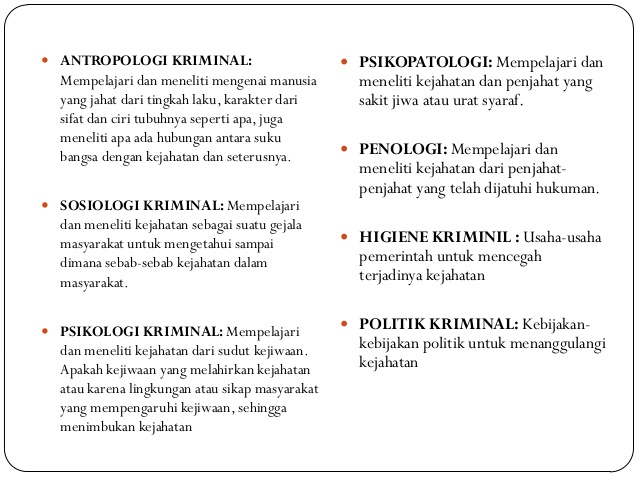 ANTROPOLOGI KRIMINAL:
Mempelajari dan meneliti mengenai manusia
yang jahat dari tingkah laku, karakter dari
sifat dan ciri tubuhnya seperti apa, juga
meneliti apa ada hubungan antara suku
bangsa dengan kejahatan dan seterusnya.
SOSIOLOGI KRIMINAL: Mempelajari
dan meneliti kejahatan sebagai suatu gejala
masyarakat untuk mengetahui sampai
dimana sebab-sebab kejahatan dalam
masyarakat.
PSIKOLOGI KRIMINAL: Mempelajari
dan meneliti kejahatan dari sudut kejiwaan.
Apakah kejiwaan yang melahirkan kejahatan
atau karena lingkungan atau sikap masyarakat
yang mempengaruhi kejiwaan, sehingga
menimbukan kejahatan
PSIKOPATOLOGI: Mempelajari dan
meneliti kejahatan dan penjahat yang
sakit jiwa atau urat syaraf.
PENOLOGI: Mempelajari dan
meneliti kejahatan dari penjahat-
penjahat yang telah dijatuhi hukuman.
HIGIENE KRIMINIL : Usaha-usaha
pemerintah untuk mencegah
terjadinya kejahatan
POLITIK KRIMINAL: Kebijakan-
kebijakan politik untuk menanggulangi
kejahatan